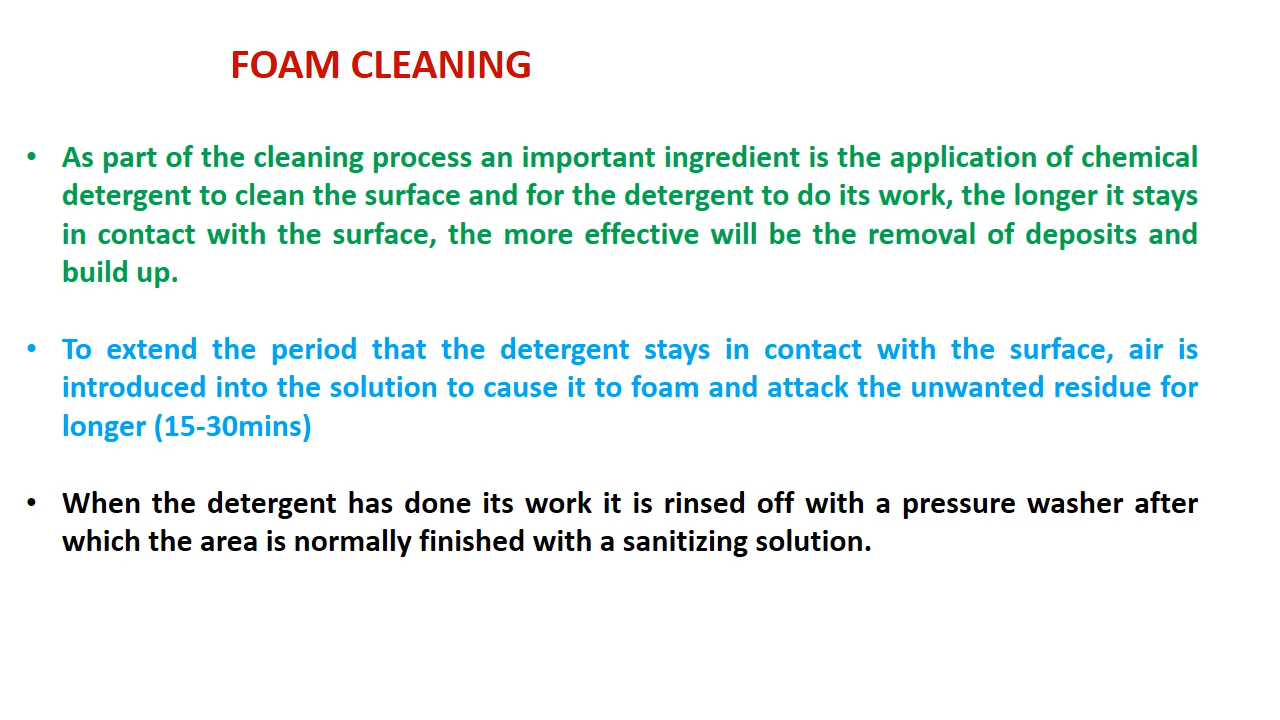 FOAM CLEANING
• As part of the cleaning process an important ingredient is the application of chemical
detergent to clean the surface and for the detergent to do its work, the longer it stays
in contact with the surface, the more effective will be the removal of deposits and
build up.
• To extend the period that the detergent stays in contact with the surface, air is
introduced into the solution to cause it to foam and attack the unwanted residue for
longer (15-30mins)
• When the detergent has done its work it is rinsed off with a pressure washer after
which the area is normally finished with a sanitizing solution.